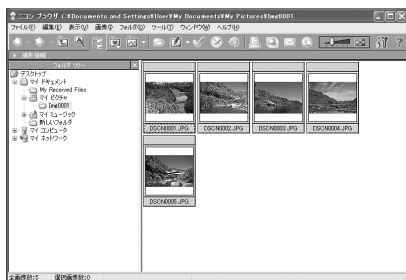 ニコン ブラウザ C:¥Documents and Settings¥User¥My Documents¥My Pictures¥Img0001
ファイル(F) 編集(E) 表示(V) 画像(I) フォルダ(O) ツール(T) ウィンドウ(W) ヘルプ(H)
撮影情報
フォルダ ツリー
デスクトップ
マイ ドキュメント
My Received Files
マイ ピクチャ
Img0001
マイ ミュージック
新しいフォルダ
マイ コンピュータ
マイ ネットワーク
DSCN0001.JPG DSCN0002.JPG DSCN0003.JPG DSCN0004.JPG
DSCN0005.JPG
全画像数:5 選択画像数:0